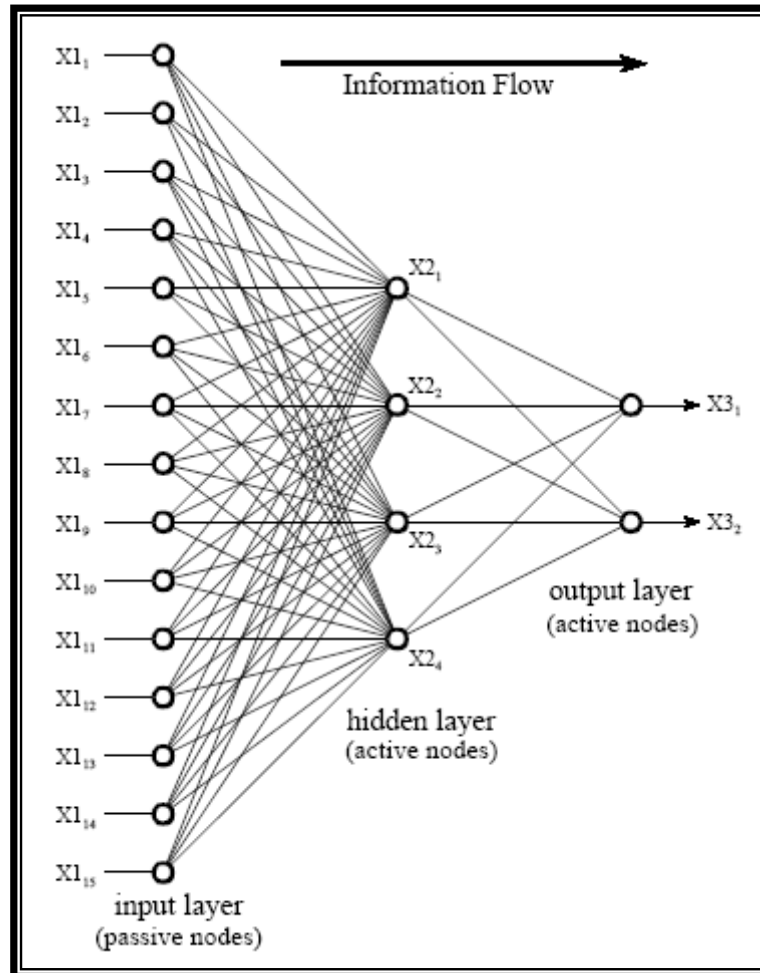 X1₁
Information Flow
X1₂
X1₃
X1₄
X2₁
X1₅
X1₆
X2₂
X1₇
X3₁
X1₈
X1₉
X2₃
X3₂
X1₁₀
output layer
(active nodes)
X1₁₁
X2₄
X1₁₂
hidden layer
(active nodes)
X1₁₃
X1₁₄
X1₁₅
input layer
(passive nodes)